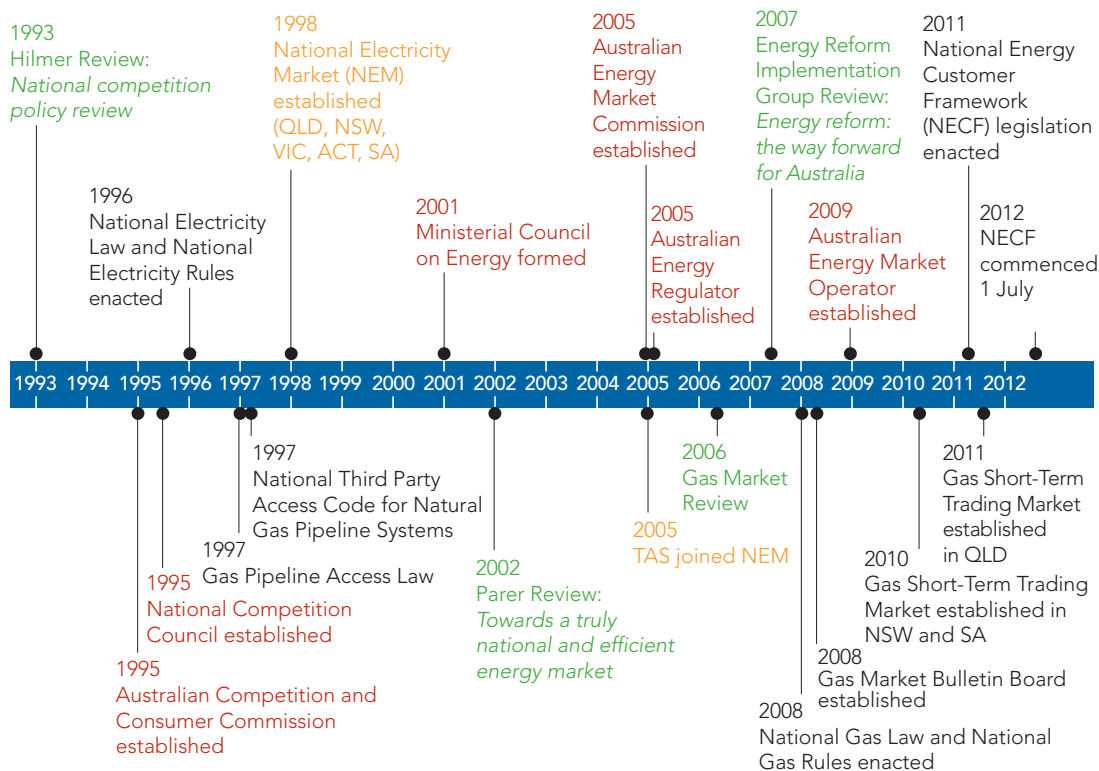 1993
Hilmer Review:
National competition
policy review
1996
National Electricity
Law and National
Electricity Rules
enacted
1998
National Electricity
Market (NEM)
established
(QLD, NSW,
VIC, ACT, SA)
2001
Ministerial Council
on Energy formed
2005
Australian
Energy
Market
Commission
established
2005
Australian
Energy
Regulator
established
2007
Energy Reform
Implementation
Group Review:
Energy reform:
the way forward
for Australia
2009
Australian
Energy Market
Operator
established
2011
National Energy
Customer
Framework
(NECF) legislation
enacted
2012
NECF
commenced
1 July
1993 1994 1995 1996 1997 1998 1999 2000 2001 2002 2003 2004 2005 2006 2007 2008 2009 2010 2011 2012
1995
Australian Competition and
Consumer Commission
established
1995
National Competition
Council established
1997
Gas Pipeline Access Law
1997
National Third Party
Access Code for Natural
Gas Pipeline Systems
2002
Parer Review:
Towards a truly
national and efficient
energy market
2005
TAS joined NEM
2006
Gas Market
Review
2008
National Gas Law and National
Gas Rules enacted
2008
Gas Market Bulletin Board
established
2010
Gas Short-Term Trading
Market established in
NSW and SA
2011
Gas Short-Term
Trading Market
established
in QLD